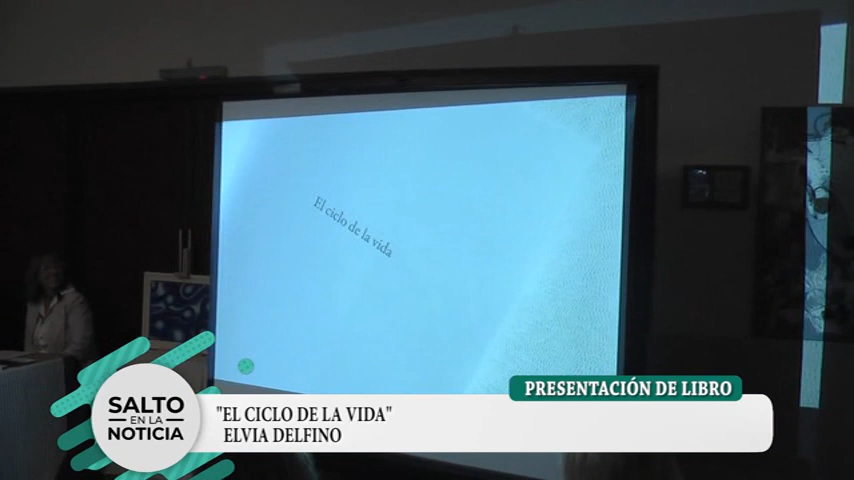 El ciclo de la vida
PRESENTACIÓN DE LIBRO
SALTO
EN LA
NOTICIA
"EL CICLO DE LA VIDA"
ELVIA DELFINO